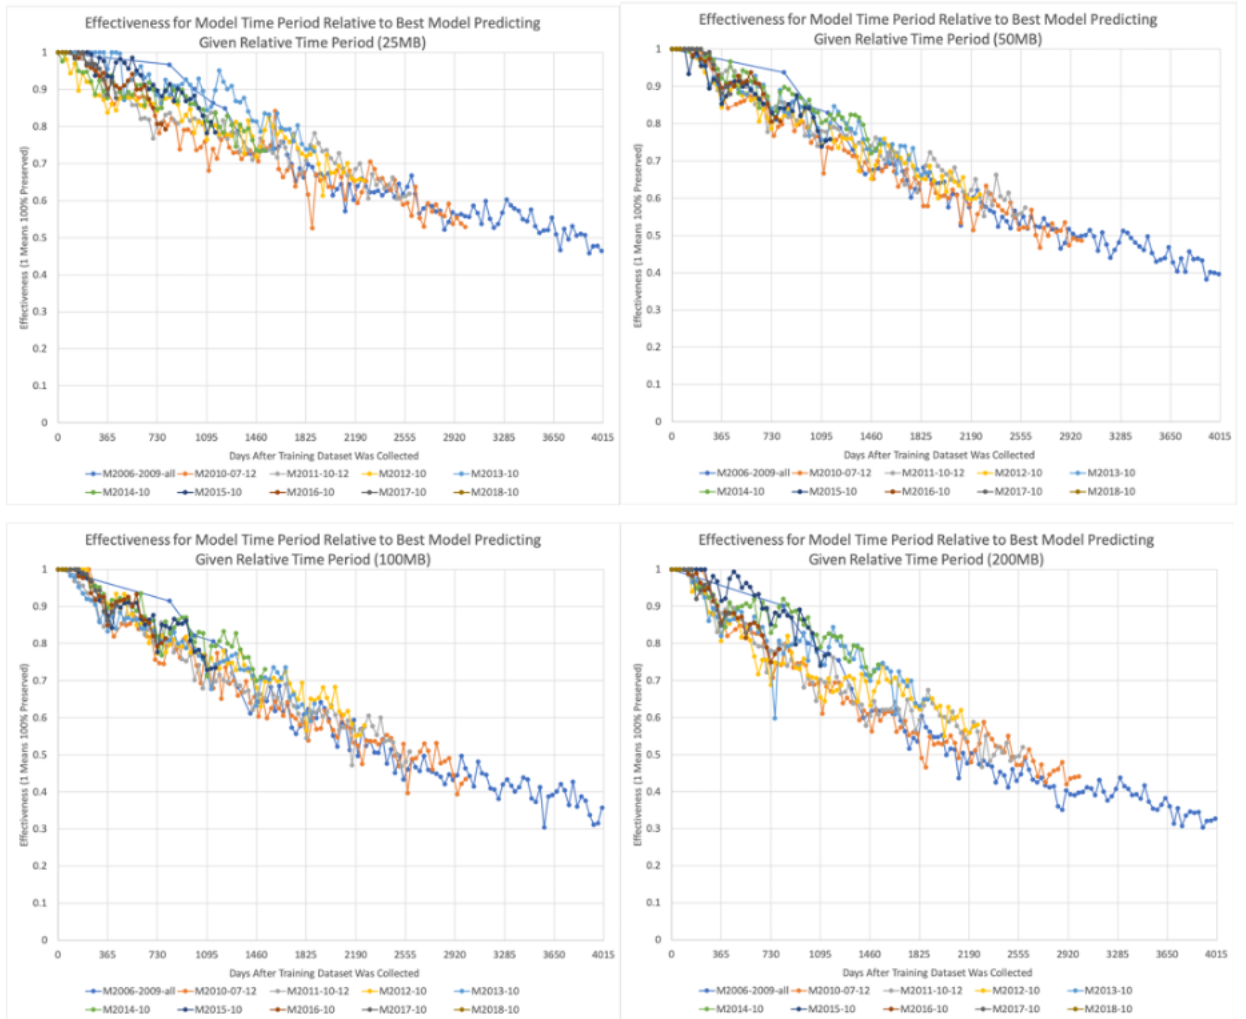 Effectiveness for Model Time Period Relative to Best Model Predicting
Given Relative Time Period (25MB)
Effectiveness (1 Means 100% Preserved)
1
0.9
0.8
0.7
0.6
0.5
0.4
0.3
0.2
0.1
0
0 365 730 1095 1460 1825 2190 2555 2920 3285 3650 4015
Days After Training Dataset Was Collected
M2006-2009-all M2010-07-12 M2011-10-12 M2012-10 M2013-10
M2014-10 M2015-10 M2016-10 M2017-10 M2018-10
Effectiveness for Model Time Period Relative to Best Model Predicting
Given Relative Time Period (50MB)
Effectiveness (1 Means 100% Preserved)
1
0.9
0.8
0.7
0.6
0.5
0.4
0.3
0.2
0.1
0
0 365 730 1095 1460 1825 2190 2555 2920 3285 3650 4015
Days After Training Dataset Was Collected
M2006-2009-all M2010-07-12 M2011-10-12 M2012-10 M2013-10
M2014-10 M2015-10 M2016-10 M2017-10 M2018-10
Effectiveness for Model Time Period Relative to Best Model Predicting
Given Relative Time Period (100MB)
Effectiveness (1 Means 100% Preserved)
1
0.9
0.8
0.7
0.6
0.5
0.4
0.3
0.2
0.1
0
0 365 730 1095 1460 1825 2190 2555 2920 3285 3650 4015
Days After Training Dataset Was Collected
M2006-2009-all M2010-07-12 M2011-10-12 M2012-10 M2013-10
M2014-10 M2015-10 M2016-10 M2017-10 M2018-10
Effectiveness for Model Time Period Relative to Best Model Predicting
Given Relative Time Period (200MB)
Effectiveness (1 Means 100% Preserved)
1
0.9
0.8
0.7
0.6
0.5
0.4
0.3
0.2
0.1
0
0 365 730 1095 1460 1825 2190 2555 2920 3285 3650 4015
Days After Training Dataset Was Collected
M2006-2009-all M2010-07-12 M2011-10-12 M2012-10 M2013-10
M2014-10 M2015-10 M2016-10 M2017-10 M2018-10